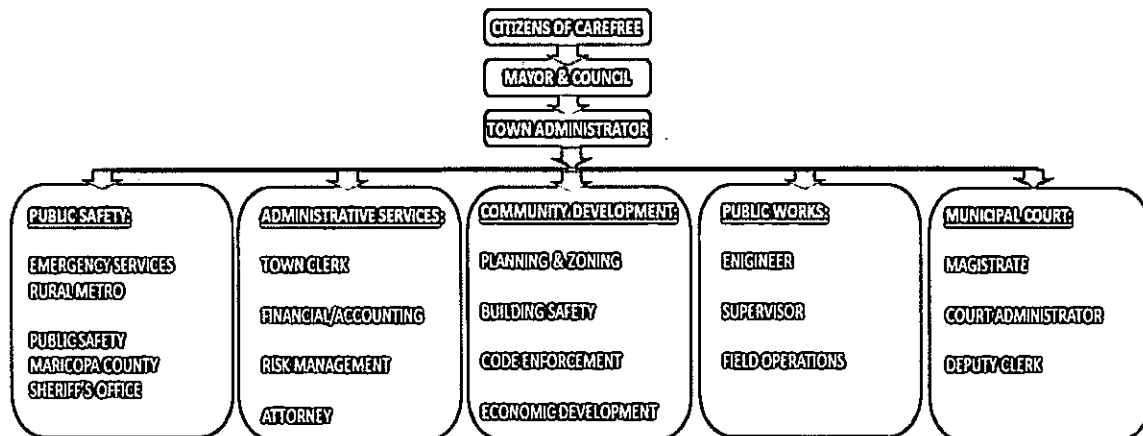 CITIZENS OF CAREFREE
MAYOR & COUNCIL
TOWN ADMINISTRATOR
PUBLIC SAFETY:
EMERGENCY SERVICES
RURAL METRO
PUBLIC SAFETY
MARICOPA COUNTY
SHERIFF'S OFFICE
ADMINISTRATIVE SERVICES:
TOWN CLERK
FINANCIAL/ACCOUNTING
RISK MANAGEMENT
ATTORNEY
COMMUNITY DEVELOPMENT:
PLANNING & ZONING
BUILDING SAFETY
CODE ENFORCEMENT
ECONOMIC DEVELOPMENT
PUBLIC WORKS:
ENIGINEER
SUPERVISOR
FIELD OPERATIONS
MUNICIPAL COURT:
MAGISTRATE
COURT ADMINISTRATOR
DEPUTY CLERK